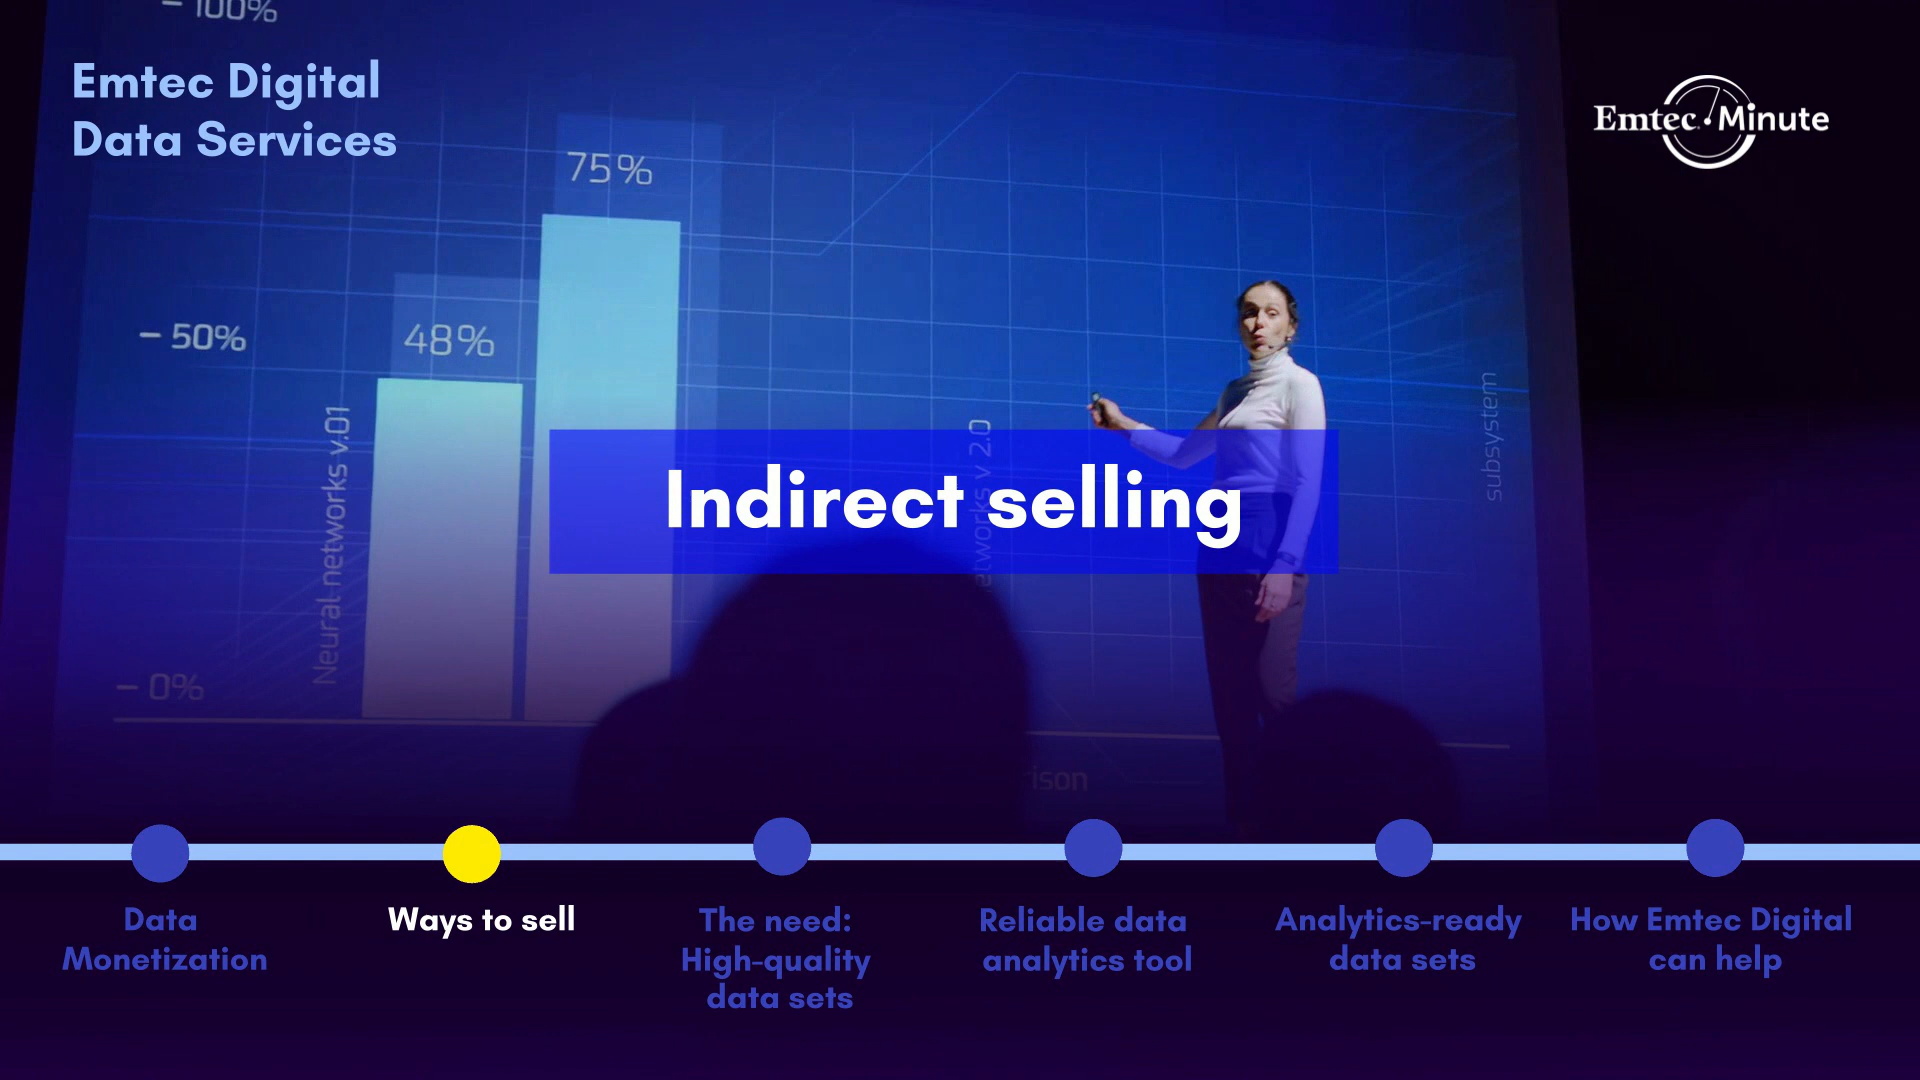 – 100%
Emtec Digital
Data Services
Emtec Minute
75%
– 50%
48%
Neural networks v.01
v 2.0
subsystem
Indirect selling
– 0%
Data
Monetization
Ways to sell
The need:
High-quality
data sets
Reliable data
analytics tool
Analytics-ready
data sets
How Emtec Digital
can help